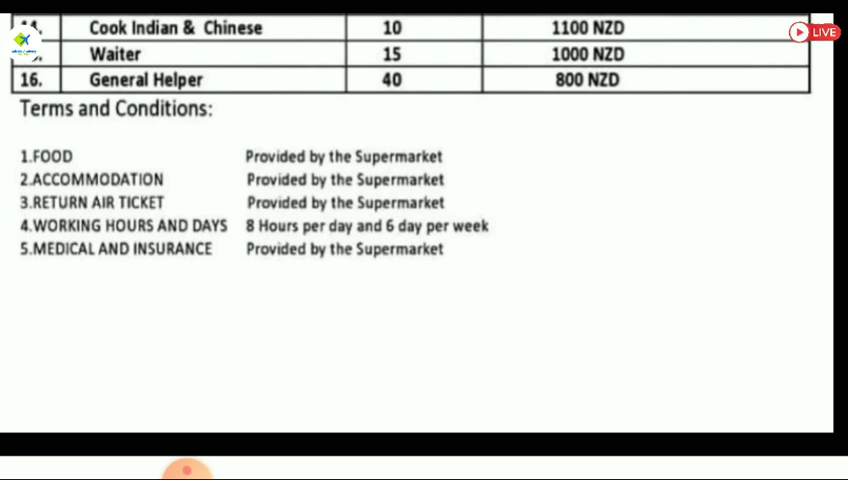 Cook Indian & Chinese 10 1100 NZD
Waiter 15 1000 NZD
16. General Helper 40 800 NZD
Terms and Conditions:
1.FOOD Provided by the Supermarket
2.ACCOMMODATION Provided by the Supermarket
3.RETURN AIR TICKET Provided by the Supermarket
4.WORKING HOURS AND DAYS 8 Hours per day and 6 day per week
5.MEDICAL AND INSURANCE Provided by the Supermarket
LIVE